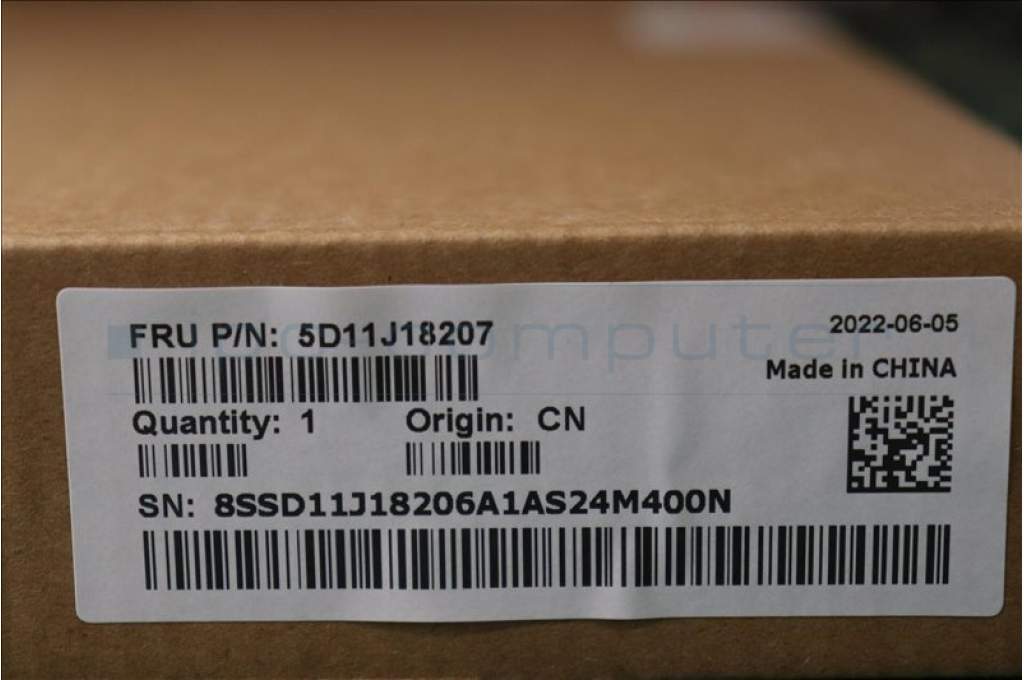 FRU P/N: 5D11J18207
2022-06-05
Made in CHINA
Quantity: 1
Origin: CN
SN: 8SSD11J18206A1AS24M400N